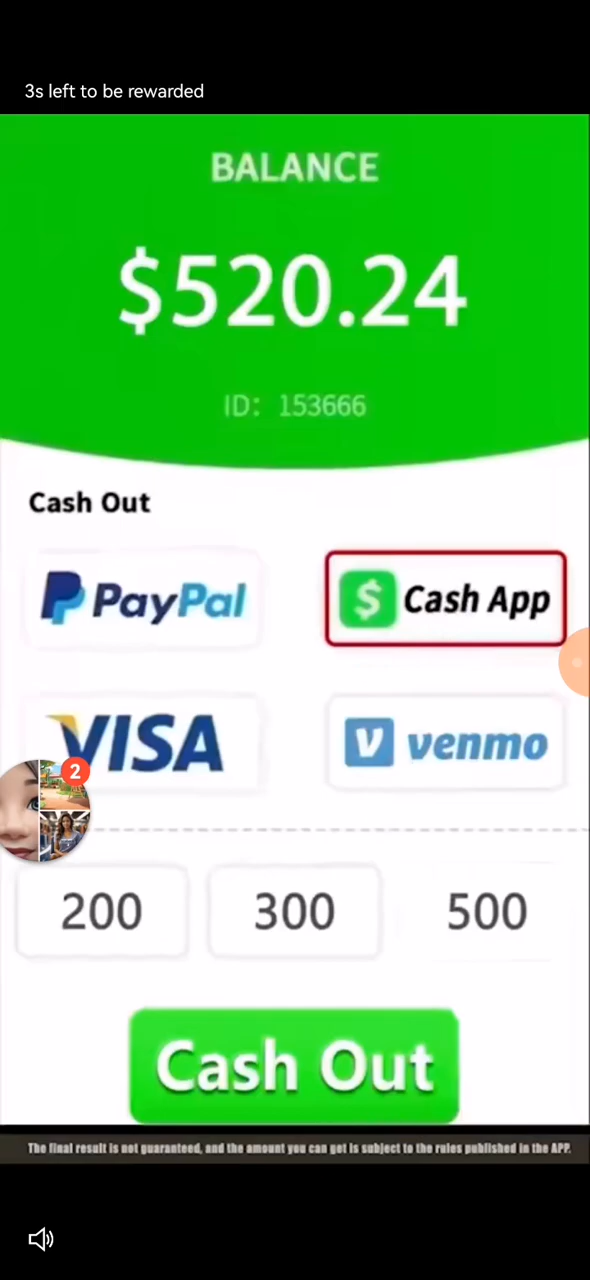 3s left to be rewarded
BALANCE
$520.24
ID: 153666
Cash Out
PayPal
$ Cash App
VISA
V venmo
2
200 300 500
Cash Out
The final result is not guaranteed, and the amount you can get is subject to the rules published in the APP.